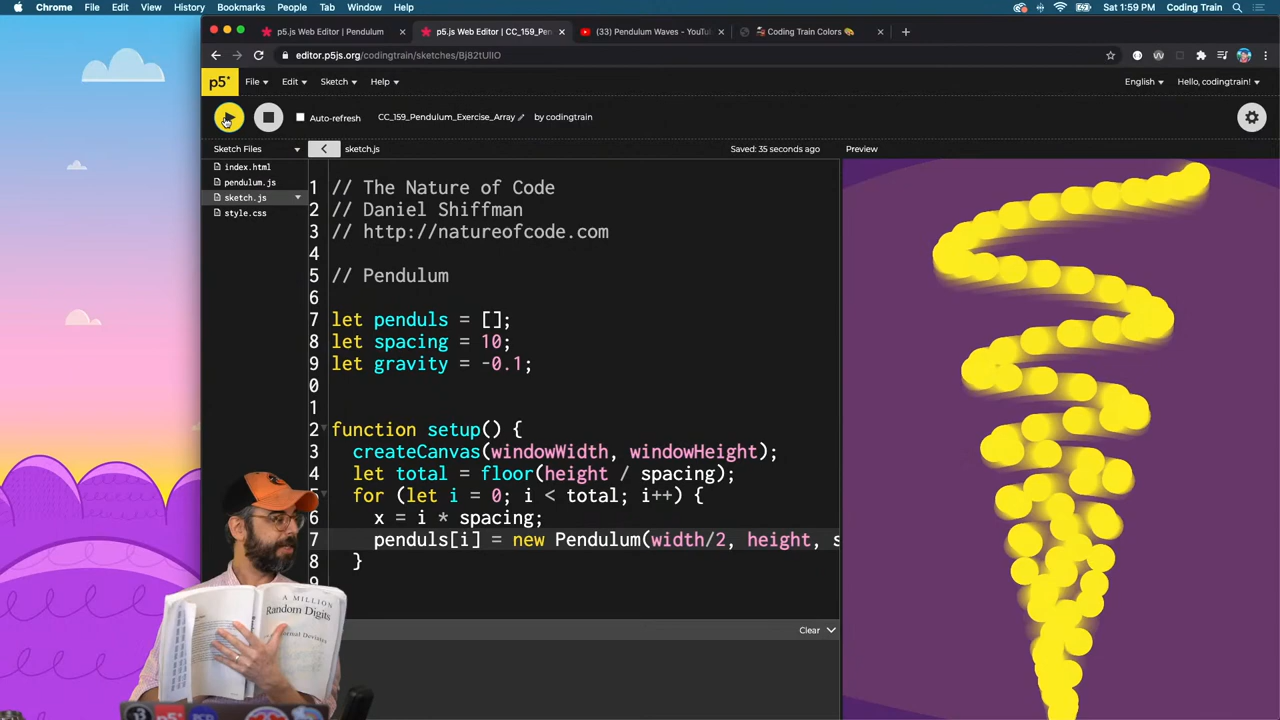 Chrome File Edit View History Bookmarks People Tab Window Help
Sat 1:59 PM Coding Train
p5.js Web Editor | Pendulum
p5.js Web Editor | CC_159_Pen
(33) Pendulum Waves - YouTu
Coding Train Colors
editor.p5js.org/codingtrain/sketches/Bj82tUlIO
p5* File Edit Sketch Help
English Hello, codingtrain!
Auto-refresh CC_159_Pendulum_Exercise_Array by codingtrain
Sketch Files
sketch.js Saved: 35 seconds ago Preview
index.html
pendulum.js
sketch.js
style.css
1 // The Nature of Code
2 // Daniel Shiffman
3 // http://natureofcode.com
4
5 // Pendulum
6
7 let penduls = [];
8 let spacing = 10;
9 let gravity = -0.1;
0
1
2 function setup() {
3 createCanvas(windowWidth, windowHeight);
4 let total = floor(height / spacing);
5 for (let i = 0; i < total; i++) {
6 x = i * spacing;
7 penduls[i] = new Pendulum(width/2, height, s
8 }
9
Clear
A MILLION
Random Digits
p5*